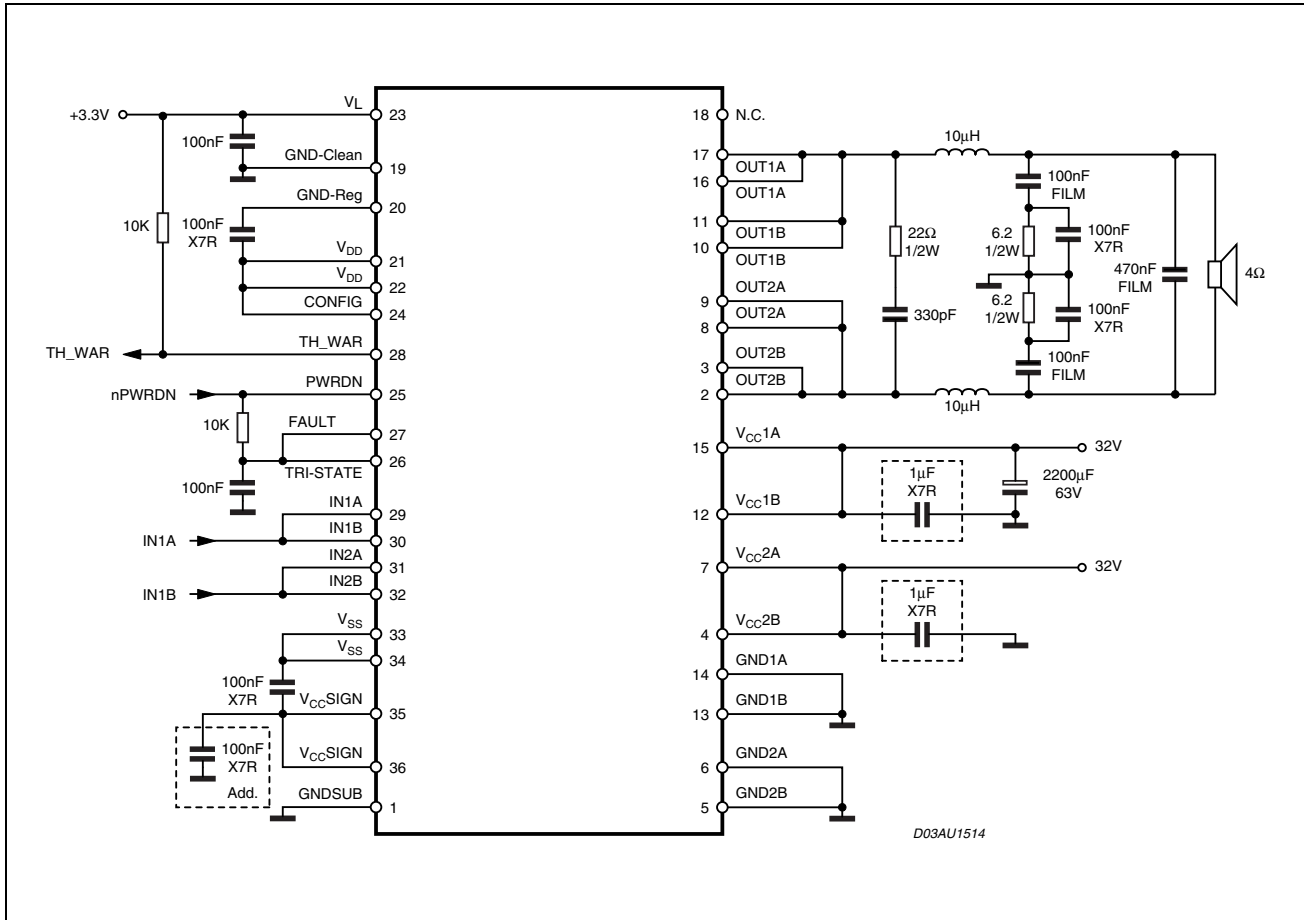 +3.3V
VL
23
100nF
GND-Clean
19
GND-Reg
20
10K
100nF
X7R
VDD
21
VDD
22
CONFIG
24
TH_WAR
TH_WAR
28
nPWRDN
PWRDN
25
10K
FAULT
27
TRI-STATE
26
100nF
IN1A
29
IN1A
IN1B
30
IN2A
31
IN1B
IN2B
32
VSS
33
VSS
34
100nF
X7R
VCCSIGN
35
100nF
X7R
Add.
VCCSIGN
36
GNDSUB
1
18
N.C.
17
OUT1A
16
OUT1A
11
OUT1B
10
OUT1B
OUT2A
9
OUT2A
8
OUT2B
3
OUT2B
2
10µH
22Ω
1/2W
330pF
10µH
100nF
FILM
6.2
1/2W
100nF
X7R
6.2
1/2W
100nF
X7R
100nF
FILM
470nF
FILM
4Ω
VCC1A
15
32V
1µF
X7R
2200µF
63V
VCC1B
12
VCC2A
7
32V
1µF
X7R
VCC2B
4
GND1A
14
GND1B
13
GND2A
6
GND2B
5
D03AU1514